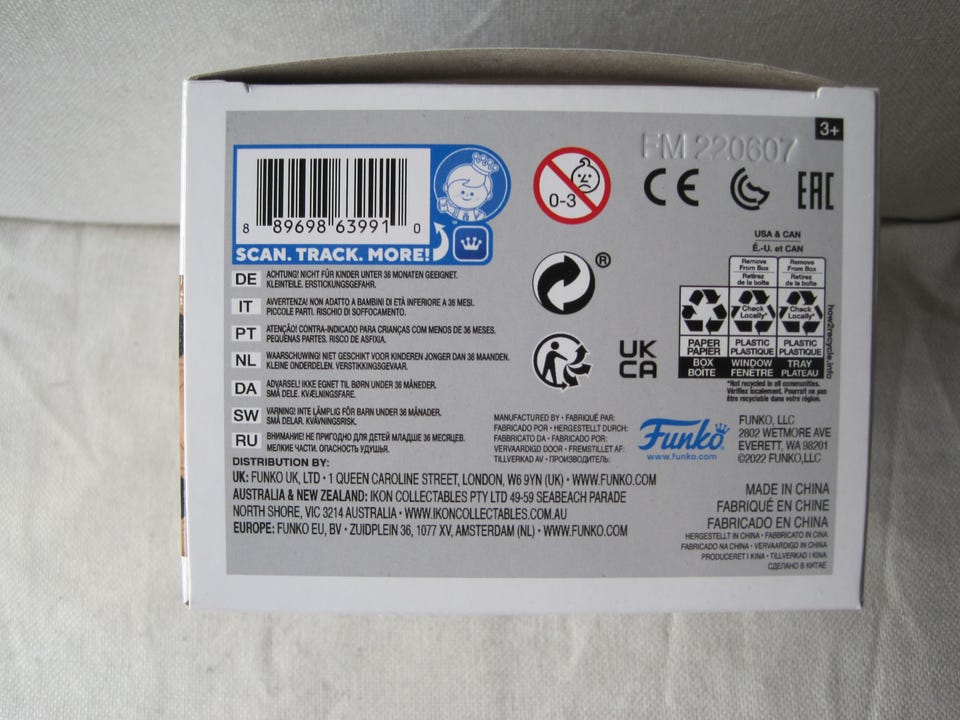 3+
FM 220607
8 89698 63991 0
SCAN. TRACK. MORE!
™
0-3
CE
EAC
®
UK
CA
USA & CAN
É.-U. et CAN
Remove
From Box
Retirez
de la boîte
Remove
From Box
Retirez
de la boîte
Check
Locally*
Check
Locally*
PAPER
PAPIER
BOX
BOÎTE
PLASTIC
PLASTIQUE
WINDOW
FENÊTRE
PLASTIC
PLASTIQUE
TRAY
PLATEAU
how2recycle.info
*Not recycled in all communities.
Vérifiez localement. Pourrait ne pas
être recyclable dans votre région.
DE ACHTUNG! NICHT FÜR KINDER UNTER 36 MONATEN GEEIGNET.
KLEINTEILE. ERSTICKUNGSGEFAHR.
IT AVVERTENZA! NON ADATTO A BAMBINI DI ETÀ INFERIORE A 36 MESI.
PICCOLE PARTI. RISCHIO DI SOFFOCAMENTO.
PT ATENÇÃO! CONTRA-INDICADO PARA CRIANÇAS COM MENOS DE 36 MESES.
PEQUENAS PARTES. RISCO DE ASFIXIA.
NL WAARSCHUWING! NIET GESCHIKT VOOR KINDEREN JONGER DAN 36 MAANDEN.
KLEINE ONDERDELEN. VERSTIKKINGSGEVAAR.
DA ADVARSEL! IKKE EGNET TIL BØRN UNDER 36 MÅNEDER.
SMÅ DELE. KVÆLNINGSFARE.
SW VARNING! INTE LÄMPLIG FÖR BARN UNDER 36 MÅNADER.
SMÅ DELAR. KVÄVNINGSRISK.
RU ВНИМАНИЕ! НЕ ПРИГОДНО ДЛЯ ДЕТЕЙ МЛАДШЕ 36 МЕСЯЦЕВ.
МЕЛКИЕ ЧАСТИ. ОПАСНОСТЬ УДУШЬЯ.
MANUFACTURED BY • FABRIQUÉ PAR:
FABRICADO POR • HERGESTELLT DURCH:
FABBRICATO DA • FABRICADO POR:
VERVAARDIGD DOOR • FREMSTILLET AF:
TILLVERKAD AV • ПРОИЗВОДИТЕЛЬ:
Funko
www.funko.com
FUNKO, LLC
2802 WETMORE AVE
EVERETT, WA 98201
©2022 FUNKO,LLC
DISTRIBUTION BY:
UK: FUNKO UK, LTD • 1 QUEEN CAROLINE STREET, LONDON, W6 9YN (UK) • WWW.FUNKO.COM
AUSTRALIA & NEW ZEALAND: IKON COLLECTABLES PTY LTD 49-59 SEABEACH PARADE
NORTH SHORE, VIC 3214 AUSTRALIA • WWW.IKONCOLLECTABLES.COM.AU
EUROPE: FUNKO EU, BV • ZUIDPLEIN 36, 1077 XV, AMSTERDAM (NL) • WWW.FUNKO.COM
MADE IN CHINA
FABRIQUÉ EN CHINE
FABRICADO EN CHINA
HERGESTELLT IN CHINA • FABBRICATO IN CINA
FABRICADO NA CHINA • VERVAARDIGD IN CHINA
PRODUCERET I KINA • TILLVERKAD I KINA
СДЕЛАНО В КИТАЕ